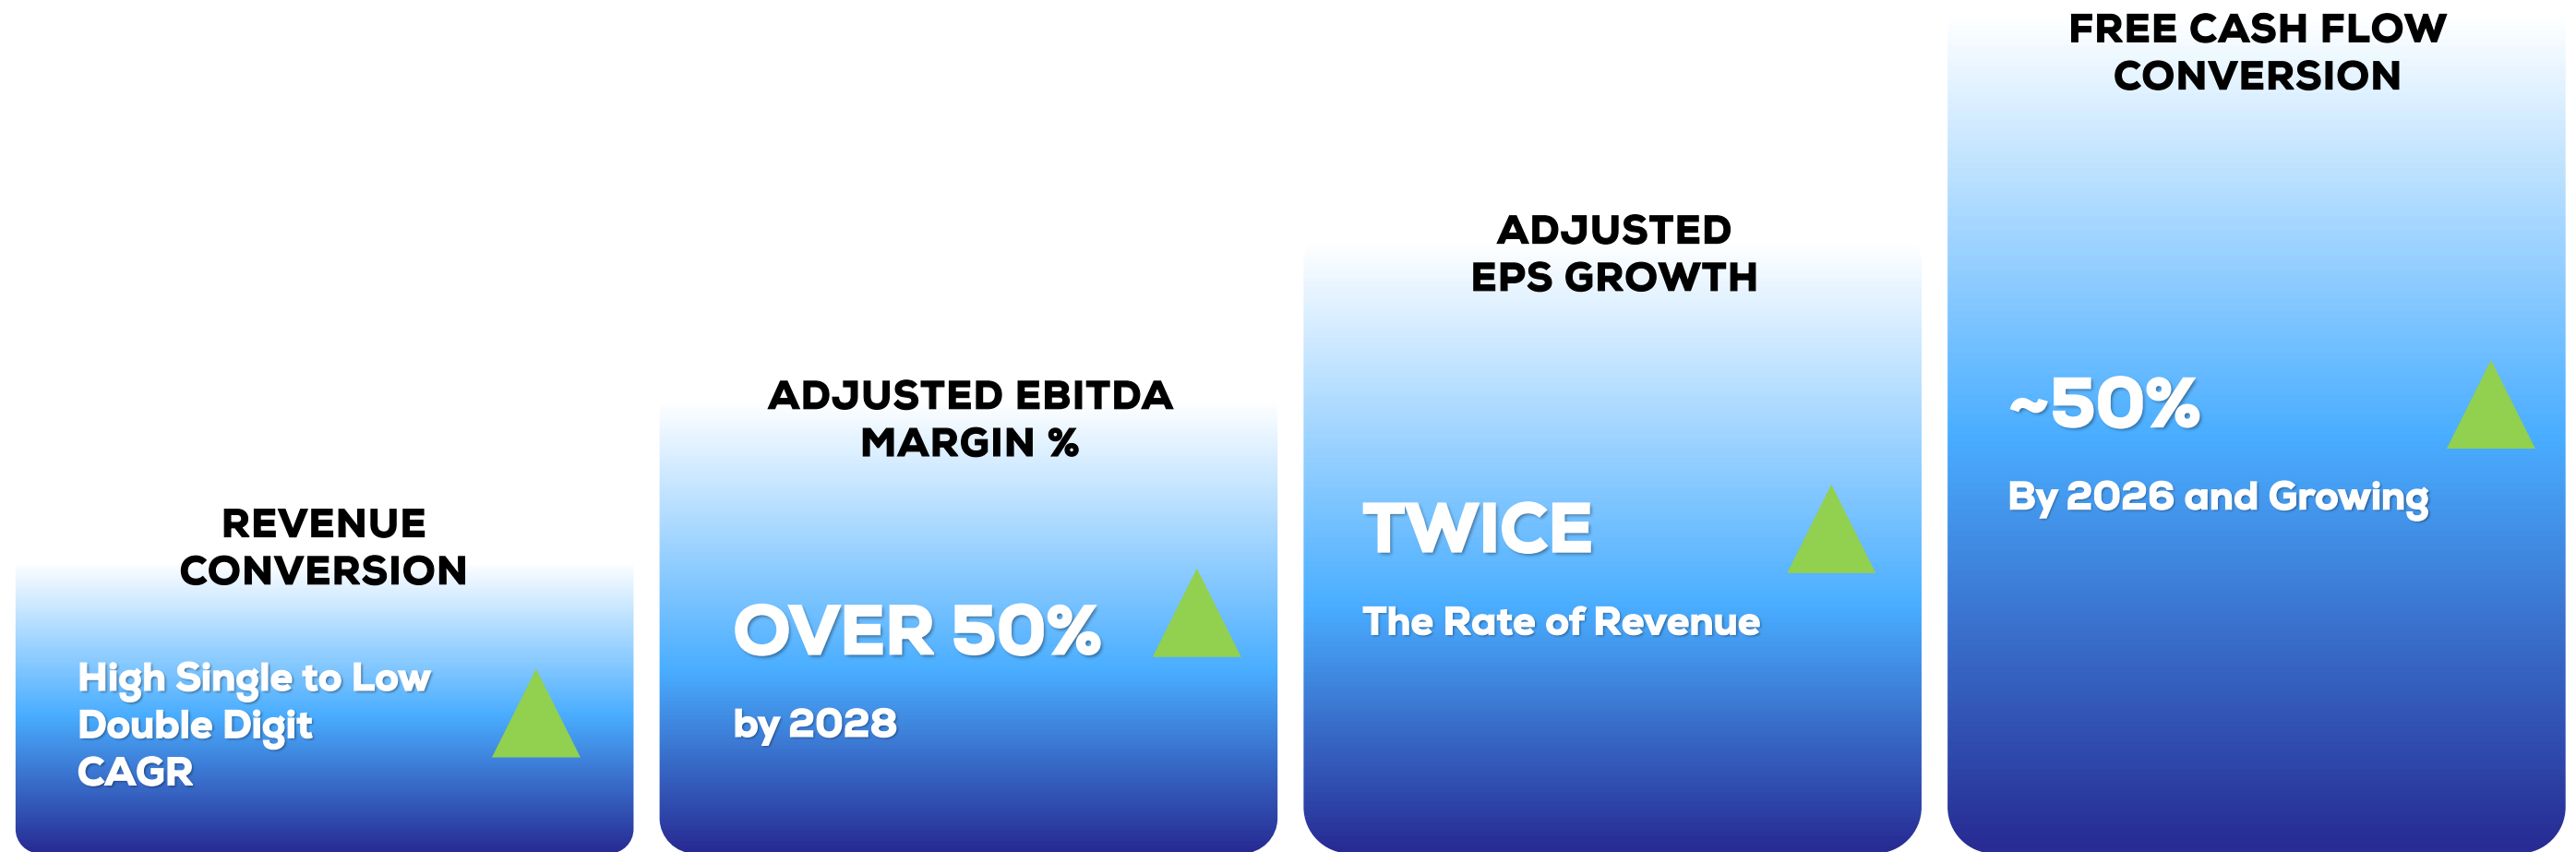 REVENUE
CONVERSION
High Single to Low
Double Digit
CAGR
ADJUSTED EBITDA
MARGIN %
OVER 50%
by 2028
ADJUSTED
EPS GROWTH
TWICE
The Rate of Revenue
FREE CASH FLOW
CONVERSION
~50%
By 2026 and Growing